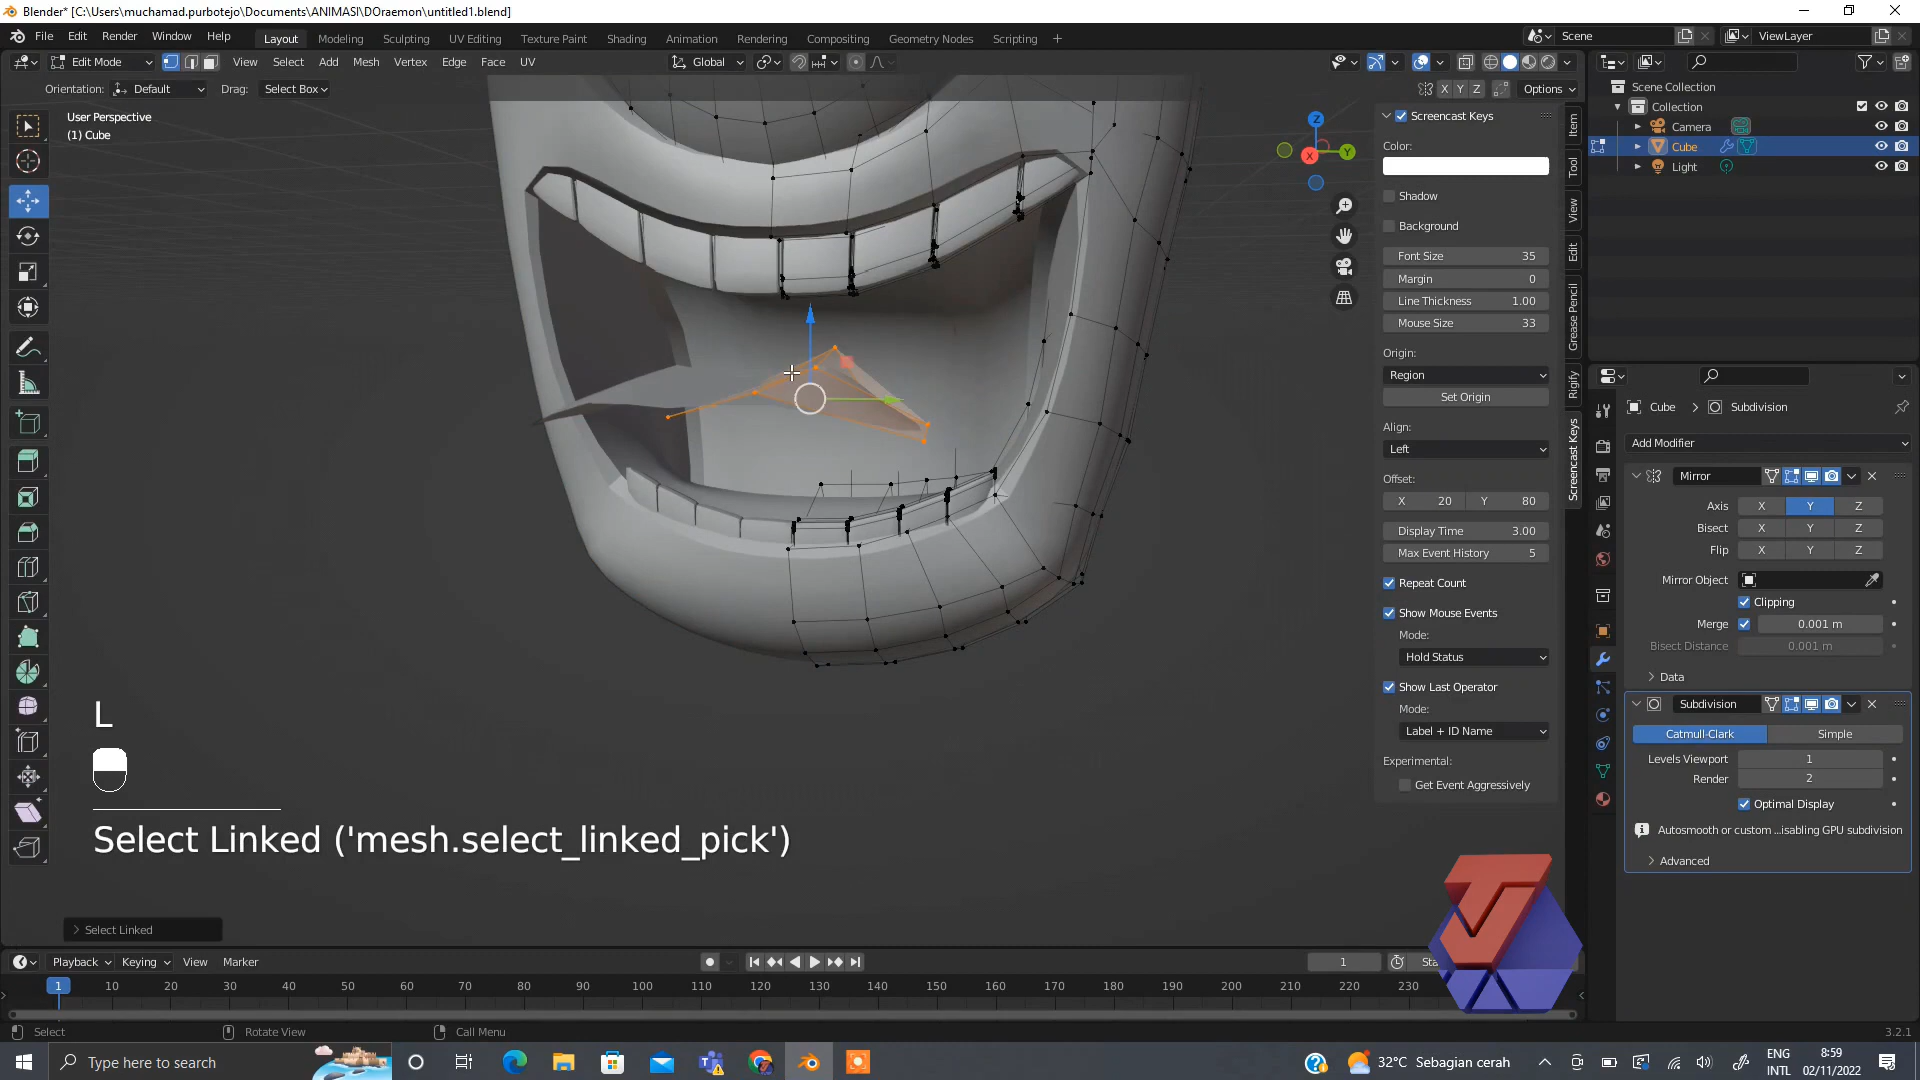 Blender* [C:\Users\muchamad.purbotejo\Documents\ANIMASI\DOraemon\untitled1.blend]
File Edit Render Window Help Layout Modeling Sculpting UV Editing Texture Paint Shading Animation Rendering Compositing Geometry Nodes Scripting + Scene ViewLayer
Edit Mode View Select Add Mesh Vertex Edge Face UV Global
Orientation: Default Drag: Select Box X Y Z Options
User Perspective
(1) Cube
Z
Y
X
Screencast Keys
Color:
Shadow
Background
Font Size 35
Margin 0
Line Thickness 1.00
Mouse Size 33
Origin:
Region
Set Origin
Align:
Left
Offset:
X 20 Y 80
Display Time 3.00
Max Event History 5
Repeat Count
Show Mouse Events
Mode:
Hold Status
Show Last Operator
Mode:
Label + ID Name
Experimental:
Get Event Aggressively
Item
Tool
View
Edit
Grease Pencil
Rigify
Screencast Keys
Scene Collection
Collection
Camera
Cube
Light
Cube > Subdivision
Add Modifier
Mirror
Axis X Y Z
Bisect X Y Z
Flip X Y Z
Mirror Object
Clipping
Merge 0.001 m
Bisect Distance 0.001 m
Data
Subdivision
Catmull-Clark Simple
Levels Viewport 1
Render 2
Optimal Display
Autosmooth or custom ...isabling GPU subdivision
Advanced
L
Select Linked ('mesh.select_linked_pick')
Select Linked
Playback Keying View Marker 1 Sta
1 10 20 30 40 50 60 70 80 90 100 110 120 130 140 150 160 170 180 190 200 210 220 230
Select Rotate View Call Menu 3.2.1
Type here to search 32°C Sebagian cerah ENG INTL 8:59 02/11/2022